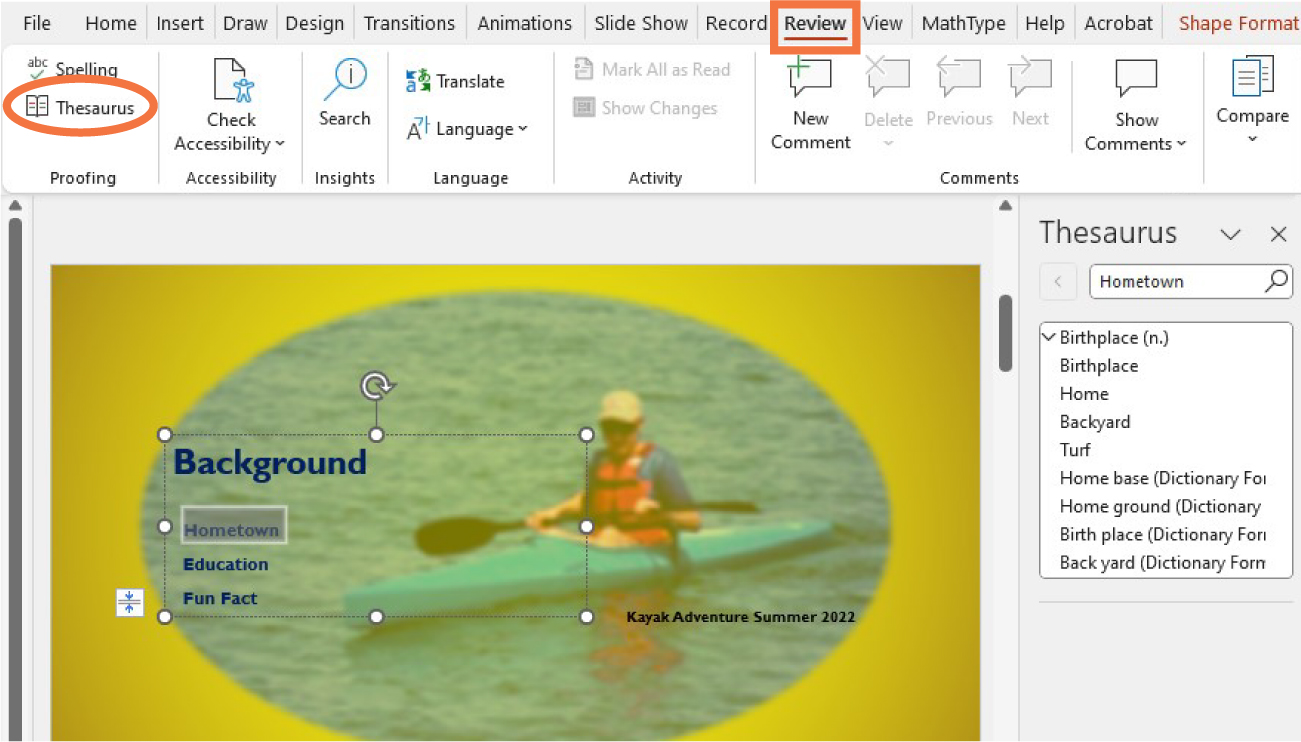 File Home Insert Draw Design Transitions Animations Slide Show Record Review View MathType Help Acrobat Shape Format
abc Spelling
Thesaurus
Proofing
Check
Accessibility
Accessibility
Search
Insights
Translate
Language
Language
Mark All as Read
Show Changes
Activity
New
Comment
Delete
Previous
Next
Show
Comments
Comments
Compare
Thesaurus
Hometown
Birthplace (n.)
Birthplace
Home
Backyard
Turf
Home base (Dictionary For
Home ground (Dictionary
Birth place (Dictionary Forr
Back yard (Dictionary Form
Background
Hometown
Education
Fun Fact
Kayak Adventure Summer 2022